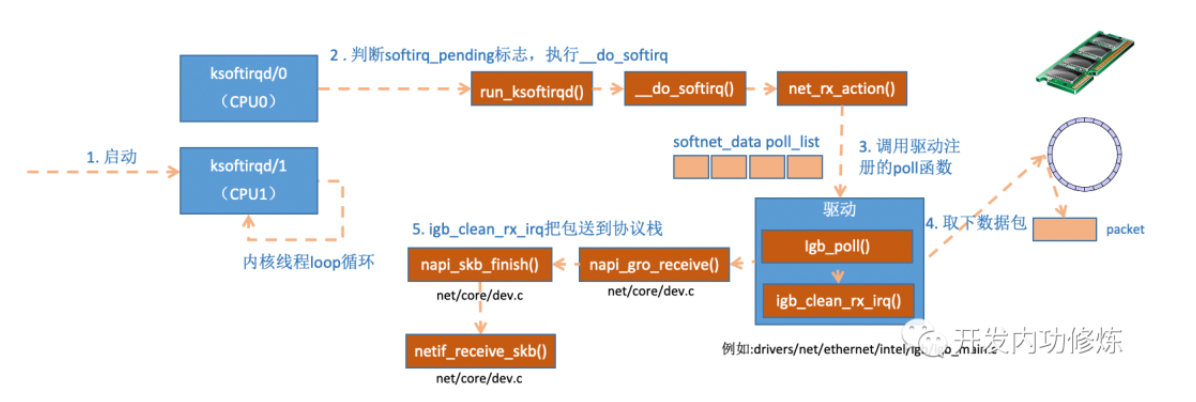 2 . 判断softirq_pending标志，执行__do_softirq
ksoftirqd/0
（CPU0）
run_ksoftirqd()
__do_softirq()
net_rx_action()
1. 启动
ksoftirqd/1
（CPU1）
内核线程loop循环
softnet_data poll_list
3. 调用驱动注
册的poll函数
驱动
Igb_poll()
igb_clean_rx_irq()
4. 取下数据包
packet
5. igb_clean_rx_irq把包送到协议栈
napi_skb_finish()
net/core/dev.c
napi_gro_receive()
net/core/dev.c
netif_receive_skb()
net/core/dev.c
例如:drivers/net/ethernet/intel/igb/
开发内功修炼